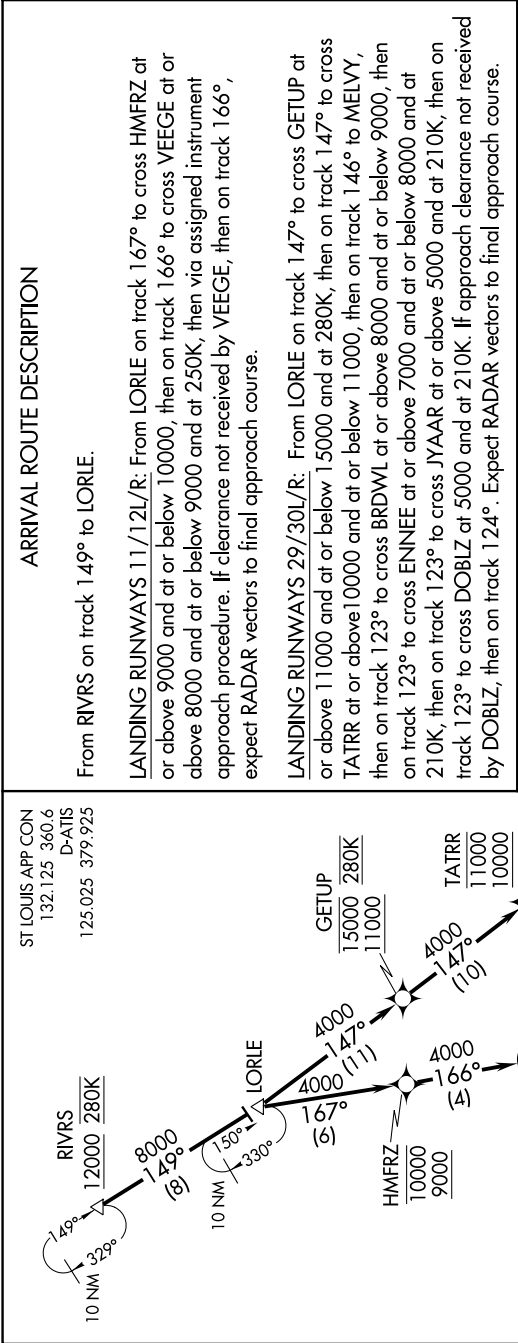 ARRIVAL ROUTE DESCRIPTION
From RIVRS on track 149° to LORLE.
LANDING RUNWAYS 11/12L/R: From LORLE on track 167° to cross HMFRZ at
or above 9000 and at or below 10000, then on track 166° to cross VEEGE at or
above 8000 and at or below 9000 and at 250K, then via assigned instrument
approach procedure. If clearance not received by VEEGE, then on track 166°,
expect RADAR vectors to final approach course.
LANDING RUNWAYS 29/30L/R: From LORLE on track 147° to cross GETUP at
or above 11000 and at or below 15000 and at 280K, then on track 147° to cross
TATRR at or above10000 and at or below 11000, then on track 146° to MELVY,
then on track 123° to cross BRDWL at or above 8000 and at or below 9000, then
on track 123° to cross ENNEE at or above 7000 and at or below 8000 and at
210K, then on track 123° to cross JYAAR at or above 5000 and at 210K, then on
track 123° to cross DOBLZ at 5000 and at 210K. If approach clearance not received
by DOBLZ, then on track 124°. Expect RADAR vectors to final approach course.
ST LOUIS APP CON
132.125 360.6
D-ATIS
125.025 379.925
RIVRS
12000 280K
149°
329°
10 NM
8000
149°
(8)
LORLE
150°
330°
10 NM
4000
147°
(11)
4000
167°
(6)
GETUP
15000 280K
11000
HMFRZ
10000
9000
4000
147°
(10)
4000
166°
(4)
TATRR
11000
10000